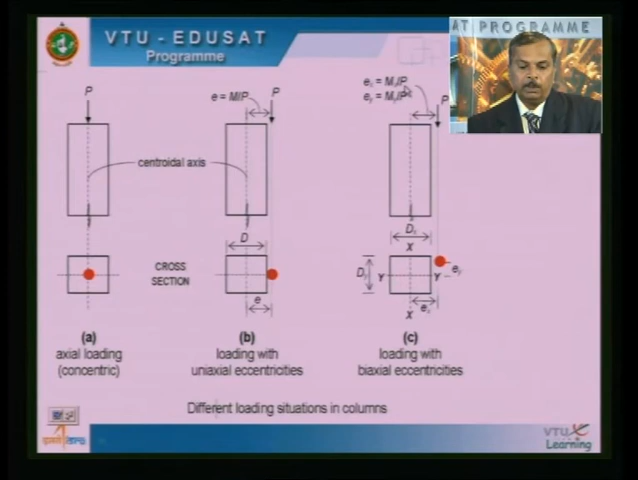 VTU - EDUSAT
Programme
AT PROGRAMME
P
e = M/P
P
eₓ = Mₓ/P
eᵧ = Mᵧ/P
P
centroidal axis
D
Dₓ
X
Dᵧ
Y
Y
eᵧ
CROSS
SECTION
e
eₓ
X
(a)
axial loading
(concentric)
(b)
loading with
uniaxial eccentricities
(c)
loading with
biaxial eccentricities
Different loading situations in columns
VTU
Learning